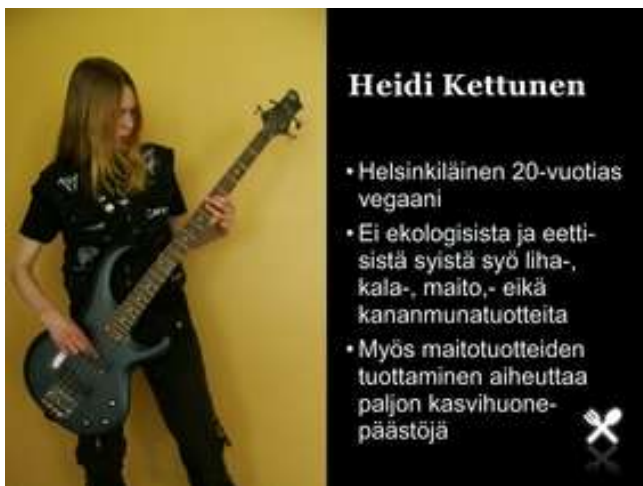 Heidi Kettunen
• Helsinkiläinen 20-vuotias
vegaani
• Ei ekologisista ja eetti-
sistä syistä syö liha-,
kala-, maito,- eikä
kananmunatuotteita
• Myös maitotuotteiden
tuottaminen aiheuttaa
paljon kasvihuone-
päästöjä